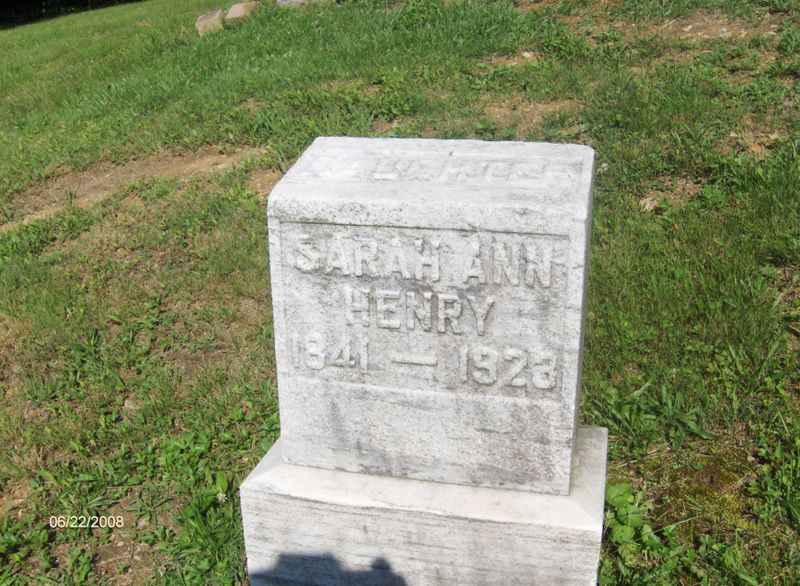 SARAH ANN
HENRY
1841 — 1923
06/22/2008